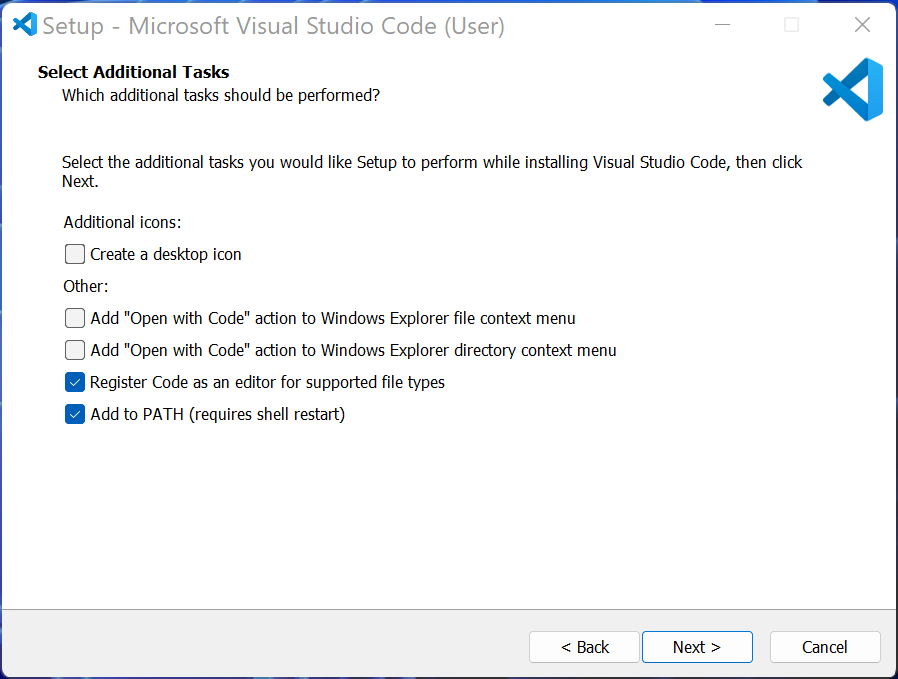 Setup - Microsoft Visual Studio Code (User)
Select Additional Tasks
Which additional tasks should be performed?
Select the additional tasks you would like Setup to perform while installing Visual Studio Code, then click
Next.
Additional icons:
Create a desktop icon
Other:
Add "Open with Code" action to Windows Explorer file context menu
Add "Open with Code" action to Windows Explorer directory context menu
Register Code as an editor for supported file types
Add to PATH (requires shell restart)
< Back Next > Cancel